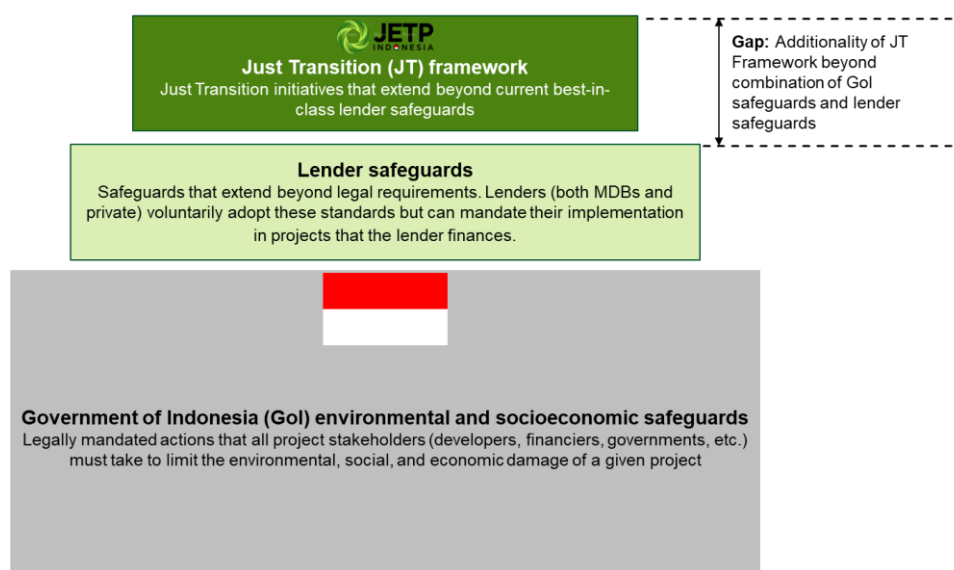 JETP
INDONESIA
Just Transition (JT) framework
Just Transition initiatives that extend beyond current best-in-
class lender safeguards
Gap: Additionality of JT
Framework beyond
combination of GoI
safeguards and lender
safeguards
Lender safeguards
Safeguards that extend beyond legal requirements. Lenders (both MDBs and
private) voluntarily adopt these standards but can mandate their implementation
in projects that the lender finances.
Government of Indonesia (GoI) environmental and socioeconomic safeguards
Legally mandated actions that all project stakeholders (developers, financiers, governments, etc.)
must take to limit the environmental, social, and economic damage of a given project